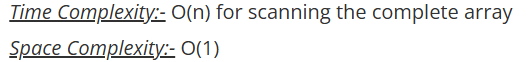 Time Complexity:- O(n) for scanning the complete array
Space Complexity:- O(1)